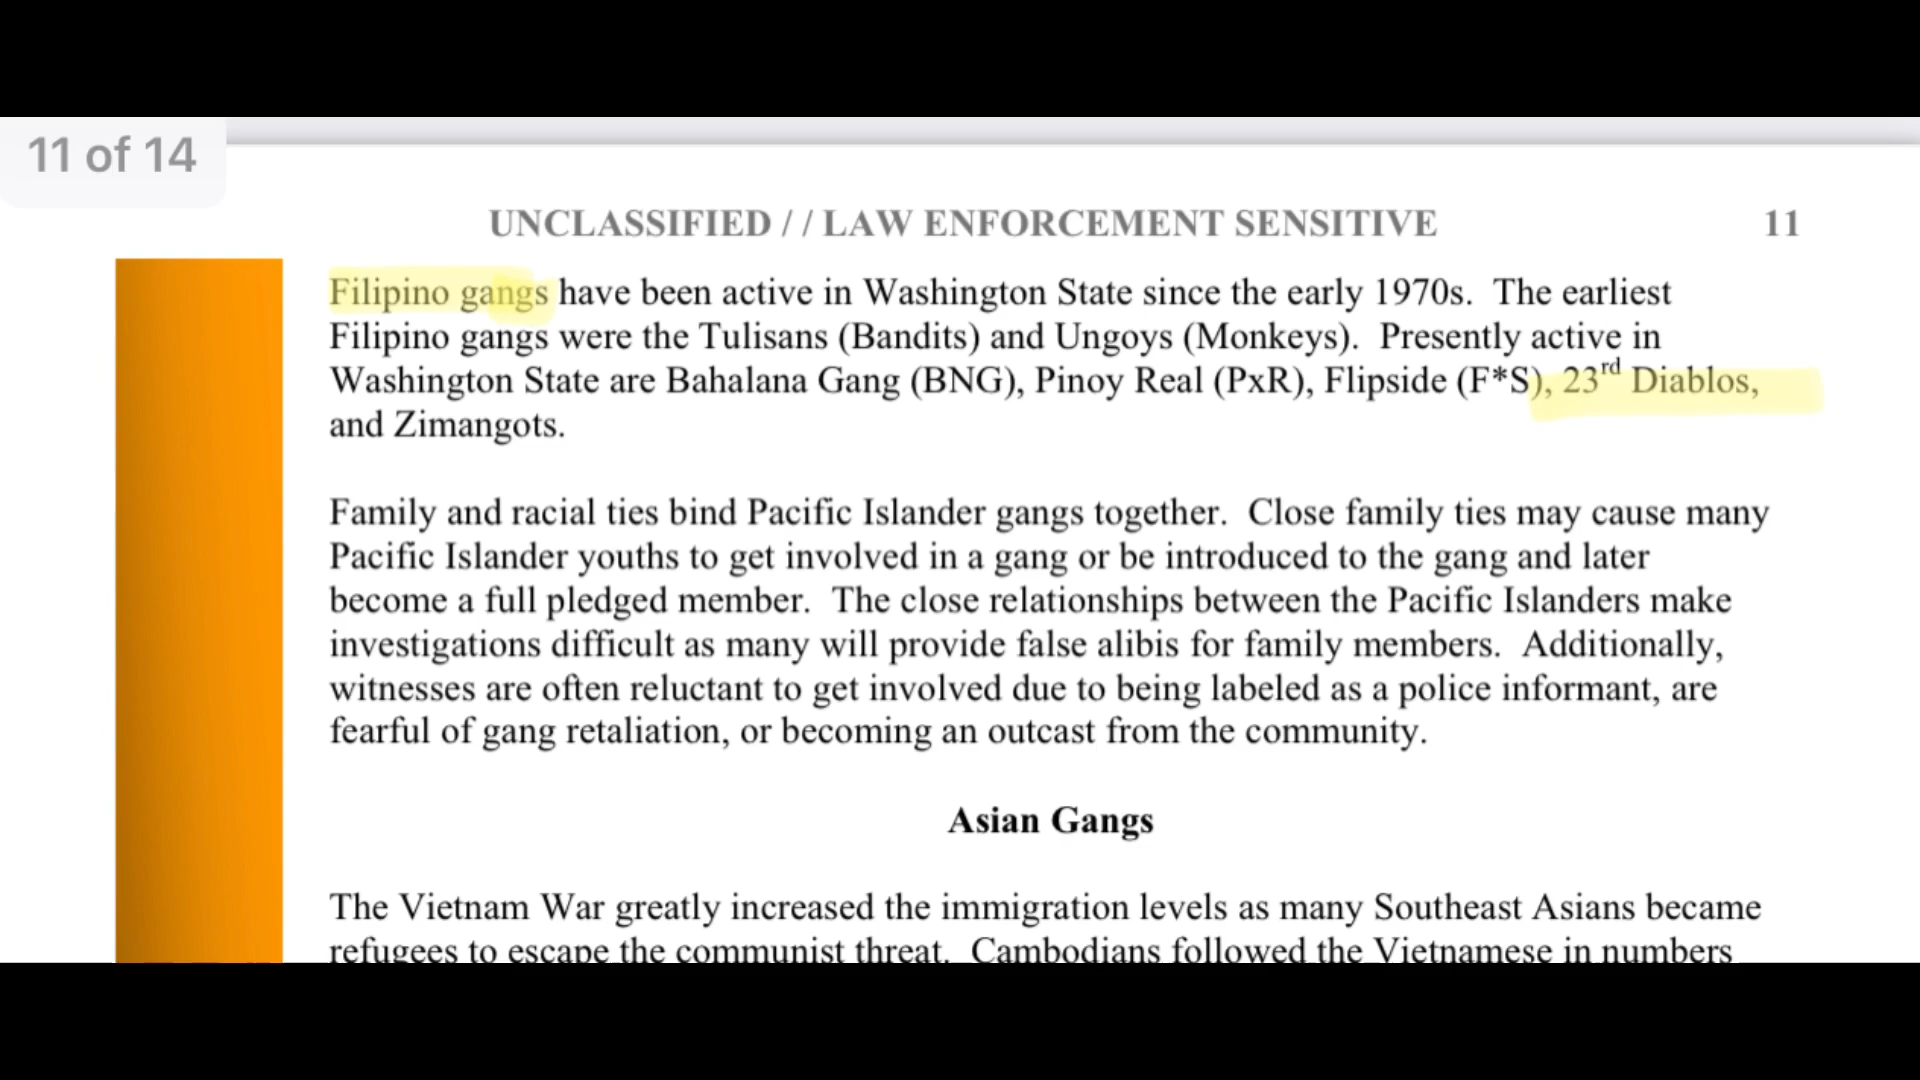 11 of 14
UNCLASSIFIED / / LAW ENFORCEMENT SENSITIVE 11
Filipino gangs have been active in Washington State since the early 1970s. The earliest
Filipino gangs were the Tulisans (Bandits) and Ungoys (Monkeys). Presently active in
Washington State are Bahalana Gang (BNG), Pinoy Real (PxR), Flipside (F*S), 23rd Diablos,
and Zimangots.
Family and racial ties bind Pacific Islander gangs together. Close family ties may cause many
Pacific Islander youths to get involved in a gang or be introduced to the gang and later
become a full pledged member. The close relationships between the Pacific Islanders make
investigations difficult as many will provide false alibis for family members. Additionally,
witnesses are often reluctant to get involved due to being labeled as a police informant, are
fearful of gang retaliation, or becoming an outcast from the community.
Asian Gangs
The Vietnam War greatly increased the immigration levels as many Southeast Asians became
refugees to escape the communist threat. Cambodians followed the Vietnamese in numbers